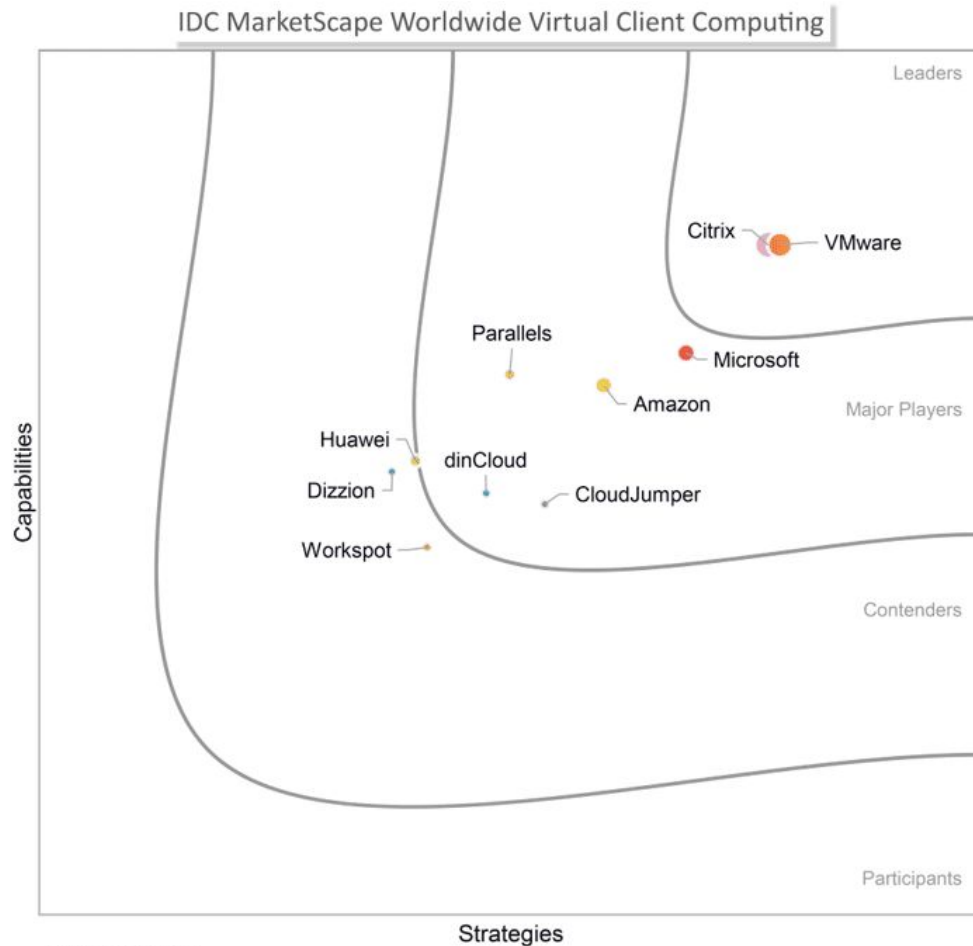 IDC MarketScape Worldwide Virtual Client Computing
Leaders
Citrix
VMware
Parallels
Microsoft
Amazon
Major Players
Huawei
dinCloud
Dizzion
CloudJumper
Workspot
Capabilities
Contenders
Participants
Strategies